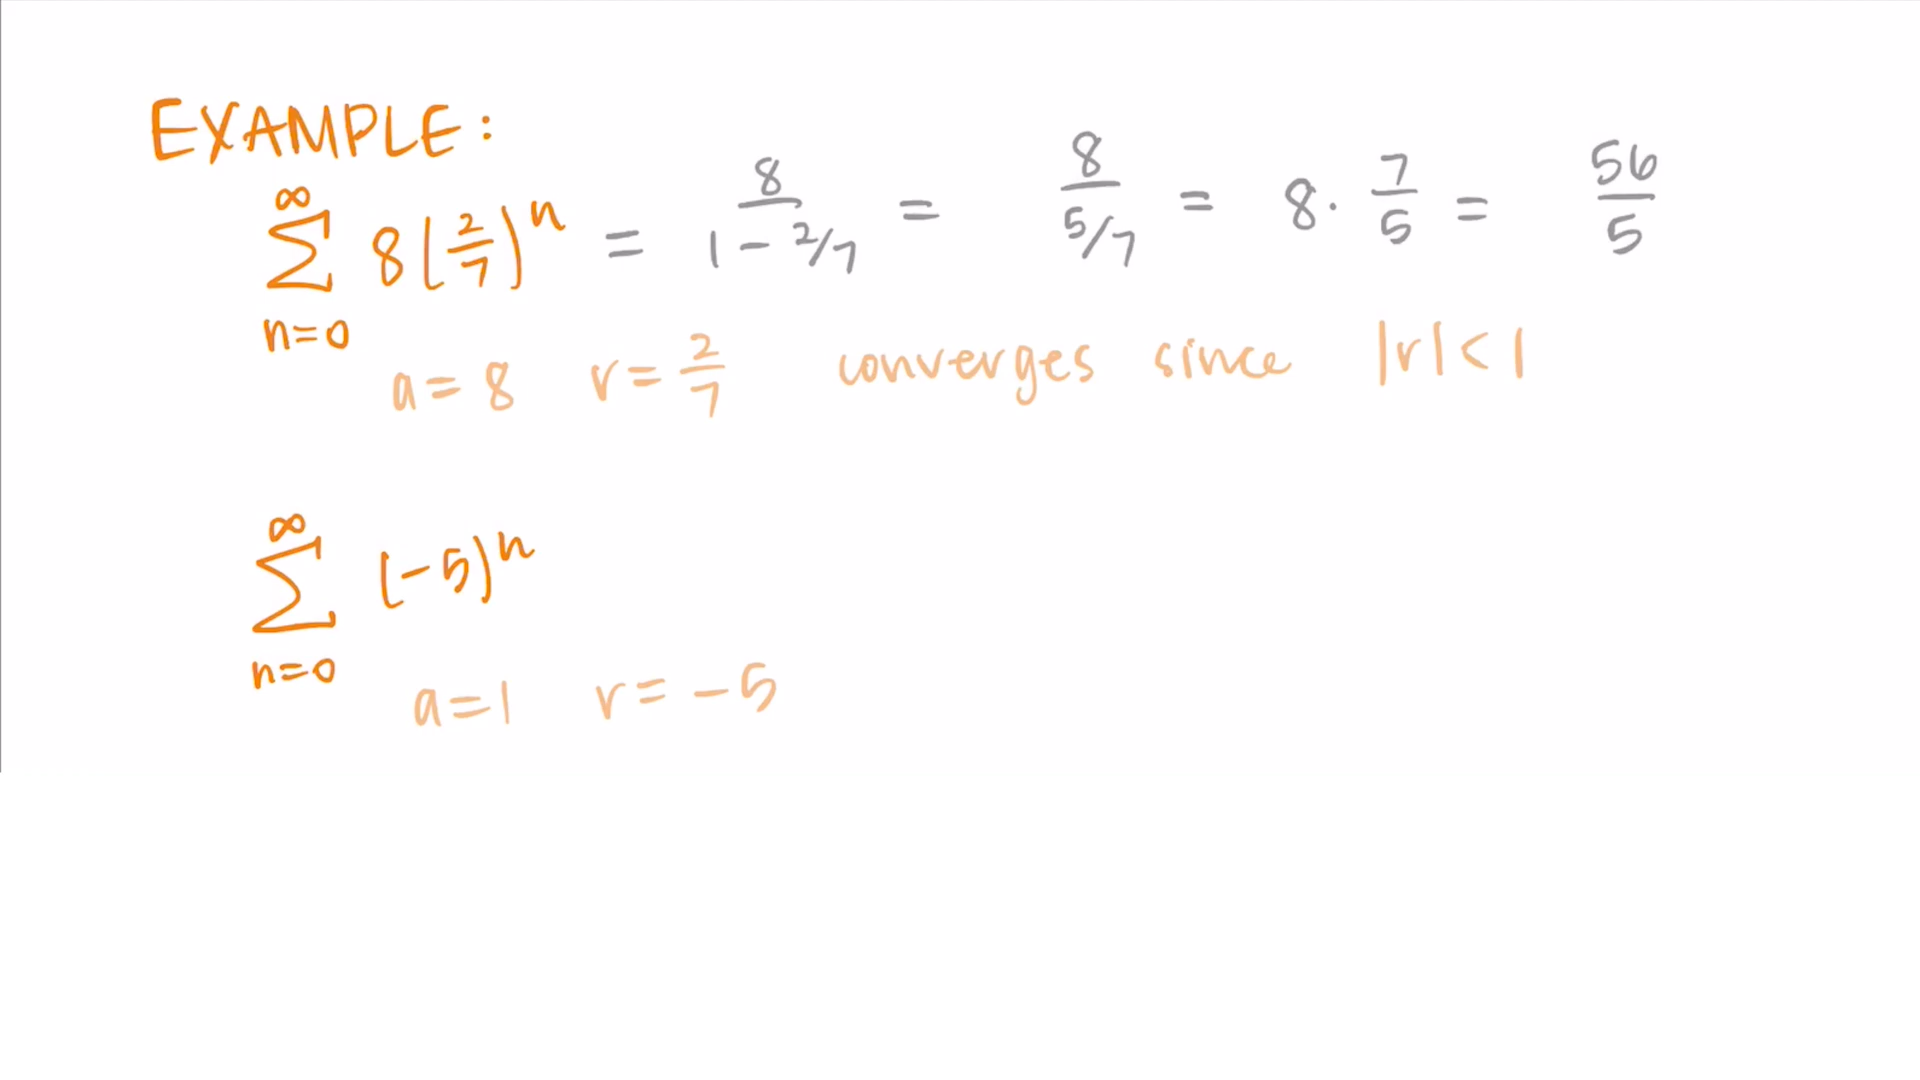 EXAMPLE:
∞
∑ 8(2/7)^n = 8/(1 - 2/7) = 8/(5/7) = 8 · 7/5 = 56/5
n=0
a = 8 r = 2/7 converges since |r| < 1
∞
∑ (-5)^n
n=0
a = 1 r = -5